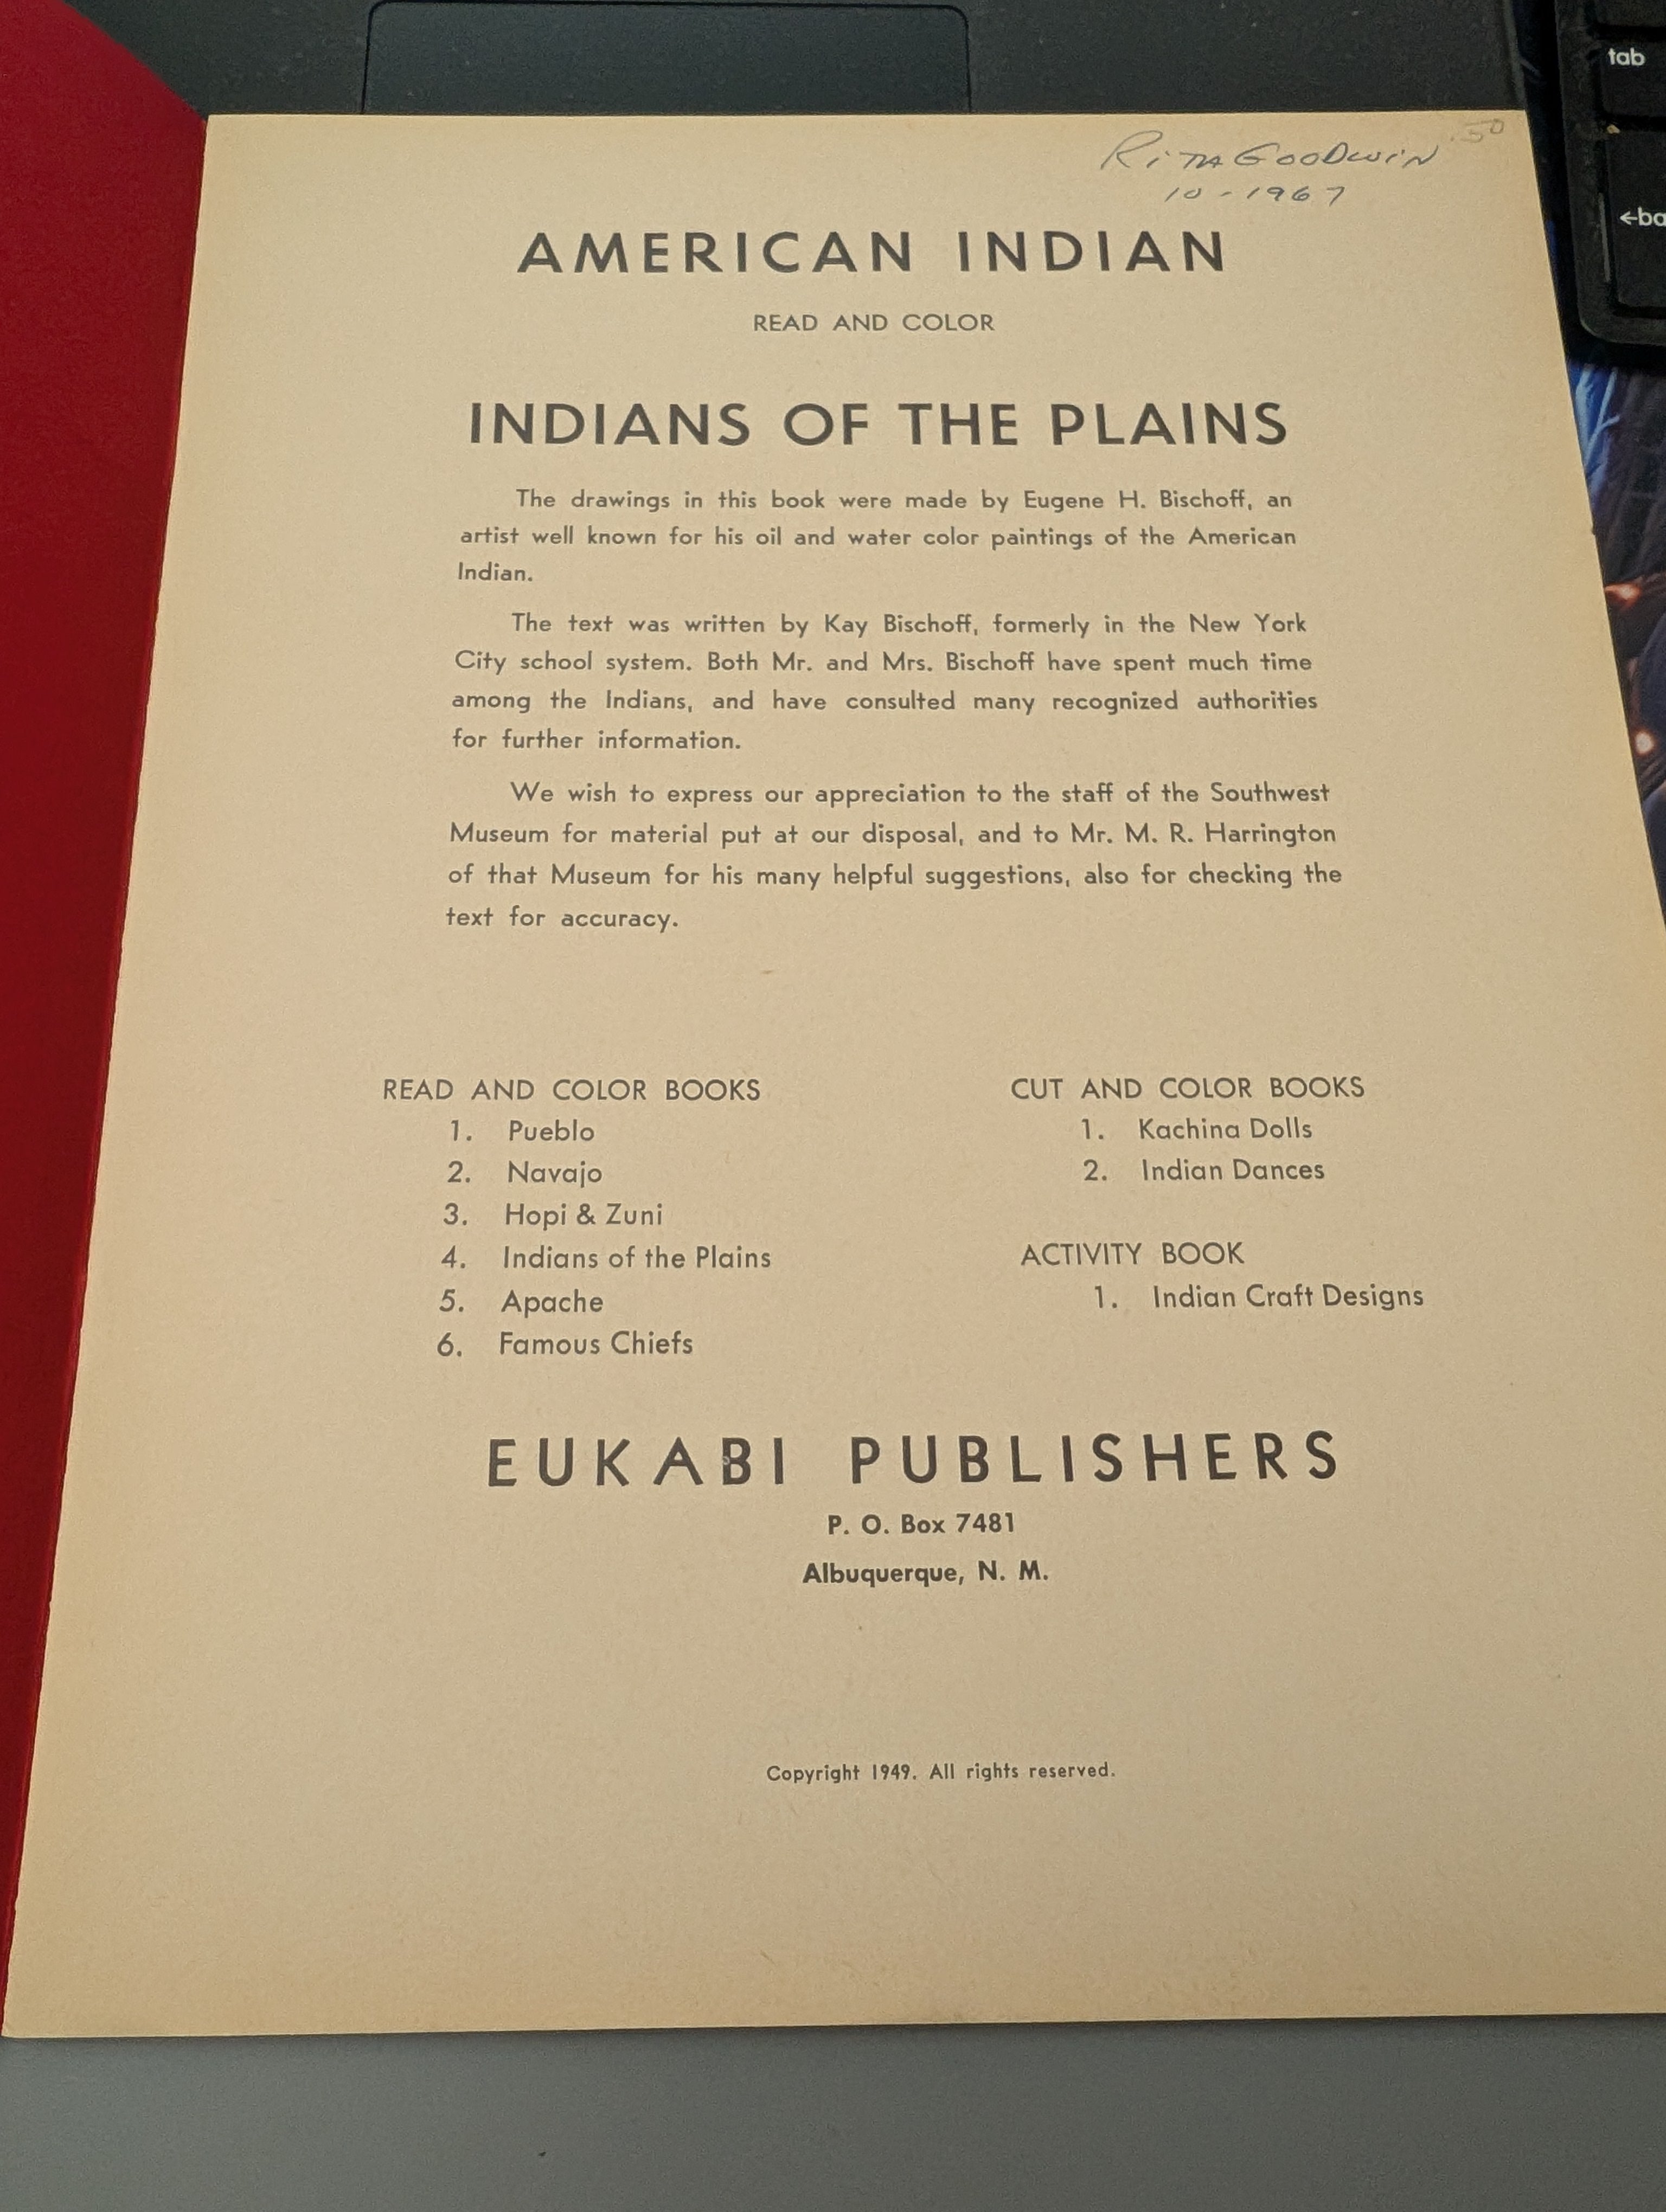 tab
←ba
.50
RiTA GOODWIN
10-1967
AMERICAN INDIAN
READ AND COLOR
INDIANS OF THE PLAINS
The drawings in this book were made by Eugene H. Bischoff, an
artist well known for his oil and water color paintings of the American
Indian.
The text was written by Kay Bischoff, formerly in the New York
City school system. Both Mr. and Mrs. Bischoff have spent much time
among the Indians, and have consulted many recognized authorities
for further information.
We wish to express our appreciation to the staff of the Southwest
Museum for material put at our disposal, and to Mr. M. R. Harrington
of that Museum for his many helpful suggestions, also for checking the
text for accuracy.
READ AND COLOR BOOKS
1. Pueblo
2. Navajo
3. Hopi & Zuni
4. Indians of the Plains
5. Apache
6. Famous Chiefs
CUT AND COLOR BOOKS
1. Kachina Dolls
2. Indian Dances
ACTIVITY BOOK
1. Indian Craft Designs
EUKABI PUBLISHERS
P. O. Box 7481
Albuquerque, N. M.
Copyright 1949. All rights reserved.